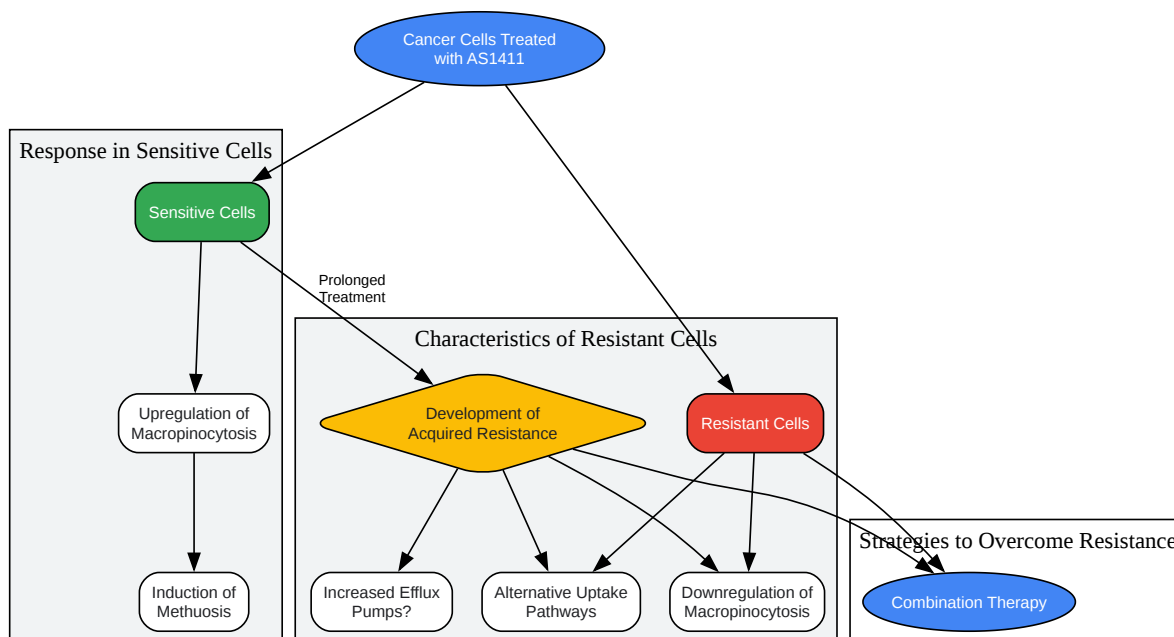 Cancer Cells Treated
with AS1411
Response in Sensitive Cells
Sensitive Cells
Prolonged
Treatment
Characteristics of Resistant Cells
Upregulation of
Macropinocytosis
Development of
Acquired Resistance
Resistant Cells
Strategies to Overcome Resistance
Induction of
Methuosis
Increased Efflux
Pumps?
Alternative Uptake
Pathways
Downregulation of
Macropinocytosis
Combination Therapy